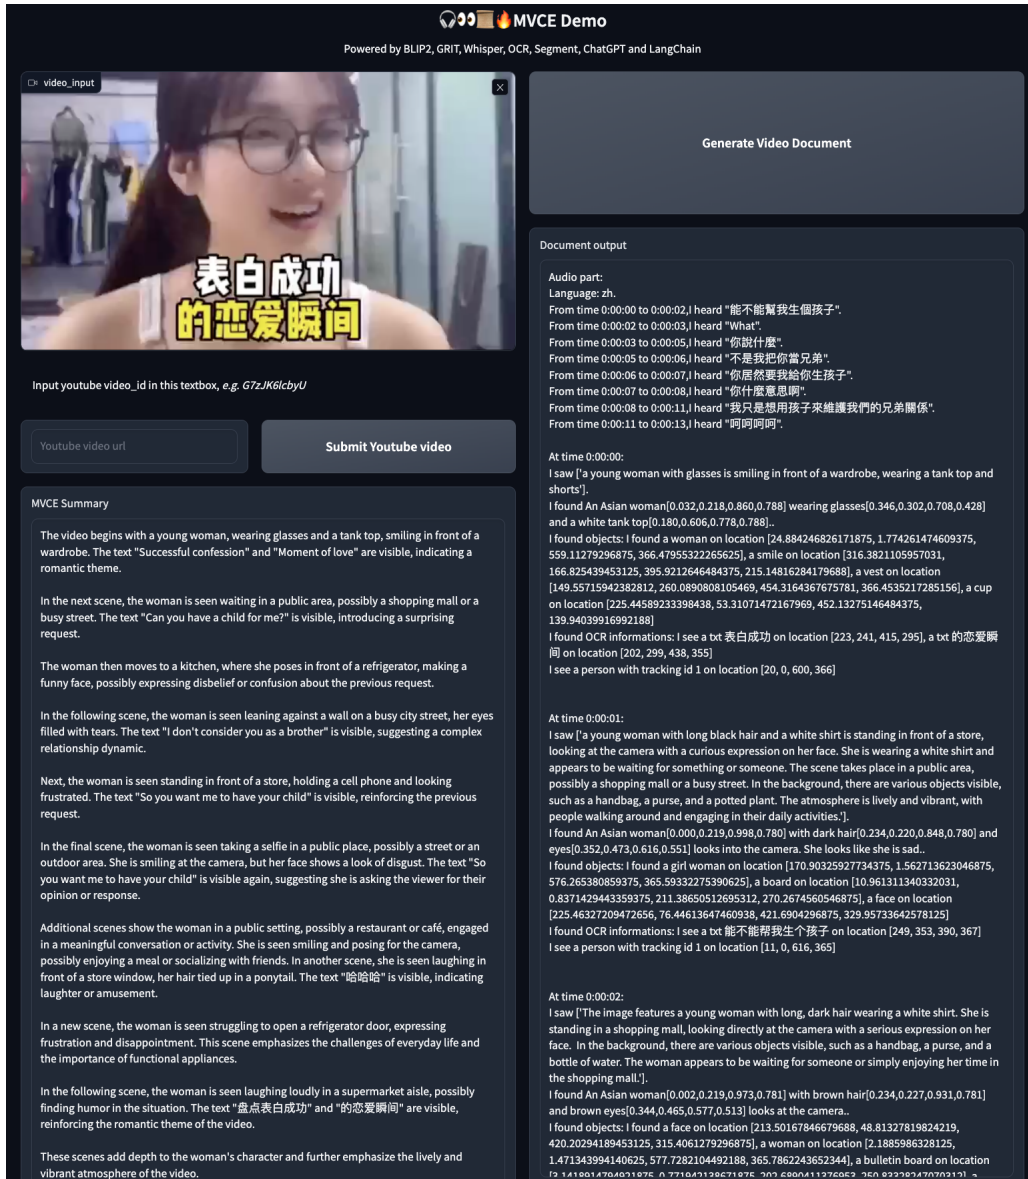 🎧👀📜🔥MVCE Demo
Powered by BLIP2, GRIT, Whisper, OCR, Segment, ChatGPT and LangChain
video_input
表白成功
的恋爱瞬间
Input youtube video_id in this textbox, e.g. G7zJK6lcbyU
Youtube video url
Submit Youtube video
MVCE Summary
The video begins with a young woman, wearing glasses and a tank top, smiling in front of a
wardrobe. The text "Successful confession" and "Moment of love" are visible, indicating a
romantic theme.
In the next scene, the woman is seen waiting in a public area, possibly a shopping mall or a
busy street. The text "Can you have a child for me?" is visible, introducing a surprising
request.
The woman then moves to a kitchen, where she poses in front of a refrigerator, making a
funny face, possibly expressing disbelief or confusion about the previous request.
In the following scene, the woman is seen leaning against a wall on a busy city street, her eyes
filled with tears. The text "I don't consider you as a brother" is visible, suggesting a complex
relationship dynamic.
Next, the woman is seen standing in front of a store, holding a cell phone and looking
frustrated. The text "So you want me to have your child" is visible, reinforcing the previous
request.
In the final scene, the woman is seen taking a selfie in a public place, possibly a street or an
outdoor area. She is smiling at the camera, but her face shows a look of disgust. The text "So
you want me to have your child" is visible again, suggesting she is asking the viewer for their
opinion or response.
Additional scenes show the woman in a public setting, possibly a restaurant or café, engaged
in a meaningful conversation or activity. She is seen smiling and posing for the camera,
possibly enjoying a meal or socializing with friends. In another scene, she is seen laughing in
front of a store window, her hair tied up in a ponytail. The text "哈哈哈" is visible, indicating
laughter or amusement.
In a new scene, the woman is seen struggling to open a refrigerator door, expressing
frustration and disappointment. This scene emphasizes the challenges of everyday life and
the importance of functional appliances.
In the following scene, the woman is seen laughing loudly in a supermarket aisle, possibly
finding humor in the situation. The text "盘点表白成功" and "的恋爱瞬间" are visible,
reinforcing the romantic theme of the video.
These scenes add depth to the woman's character and further emphasize the lively and
vibrant atmosphere of the video.
Generate Video Document
Document output
Audio part:
Language: zh.
From time 0:00:00 to 0:00:02,I heard "能不能幫我生個孩子".
From time 0:00:02 to 0:00:03,I heard "What".
From time 0:00:03 to 0:00:05,I heard "你說什麼".
From time 0:00:05 to 0:00:06,I heard "不是我把你當兄弟".
From time 0:00:06 to 0:00:07,I heard "你居然要我給你生孩子".
From time 0:00:07 to 0:00:08,I heard "你什麼意思啊".
From time 0:00:08 to 0:00:11,I heard "我只是想用孩子來維護我們的兄弟關係".
From time 0:00:11 to 0:00:13,I heard "呵呵呵呵".
At time 0:00:00:
I saw ['a young woman with glasses is smiling in front of a wardrobe, wearing a tank top and
shorts'].
I found An Asian woman[0.032,0.218,0.860,0.788] wearing glasses[0.346,0.302,0.708,0.428]
and a white tank top[0.180,0.606,0.778,0.788]..
I found objects: I found a woman on location [24.884246826171875, 1.774261474609375,
559.11279296875, 366.47955322265625], a smile on location [316.3821105957031,
166.825439453125, 395.9212646484375, 215.14816284179688], a vest on location
[149.55715942382812, 260.0890808105469, 454.3164367675781, 366.4535217285156], a cup
on location [225.44589233398438, 53.31071472167969, 452.13275146484375,
139.94039916992188]
I found OCR informations: I see a txt 表白成功 on location [223, 241, 415, 295], a txt 的恋爱瞬
间 on location [202, 299, 438, 355]
I see a person with tracking id 1 on location [20, 0, 600, 366]
At time 0:00:01:
I saw ['a young woman with long black hair and a white shirt is standing in front of a store,
looking at the camera with a curious expression on her face. She is wearing a white shirt and
appears to be waiting for something or someone. The scene takes place in a public area,
possibly a shopping mall or a busy street. In the background, there are various objects visible,
such as a handbag, a purse, and a potted plant. The atmosphere is lively and vibrant, with
people walking around and engaging in their daily activities.'].
I found An Asian woman[0.000,0.219,0.998,0.780] with dark hair[0.234,0.220,0.848,0.780] and
eyes[0.352,0.473,0.616,0.551] looks into the camera. She looks like she is sad..
I found objects: I found a girl woman on location [170.90325927734375, 1.562713623046875,
576.265380859375, 365.59332275390625], a board on location [10.961311340332031,
0.8371429443359375, 211.38650512695312, 270.2674560546875], a face on location
[225.46327209472656, 76.44613647460938, 421.6904296875, 329.95733642578125]
I found OCR informations: I see a txt 能不能帮我生个孩子 on location [249, 353, 390, 367]
I see a person with tracking id 1 on location [11, 0, 616, 365]
At time 0:00:02:
I saw ['The image features a young woman with long, dark hair wearing a white shirt. She is
standing in a shopping mall, looking directly at the camera with a serious expression on her
face. In the background, there are various objects visible, such as a handbag, a purse, and a
bottle of water. The woman appears to be waiting for someone or simply enjoying her time in
the shopping mall.'].
I found An Asian woman[0.002,0.219,0.973,0.781] with brown hair[0.234,0.227,0.931,0.781]
and brown eyes[0.344,0.465,0.577,0.513] looks at the camera..
I found objects: I found a face on location [213.50167846679688, 48.81327819824219,
420.20294189453125, 315.4061279296875], a woman on location [2.1885986328125,
1.471343994140625, 577.7282104492188, 365.7862243652344], a bulletin board on location